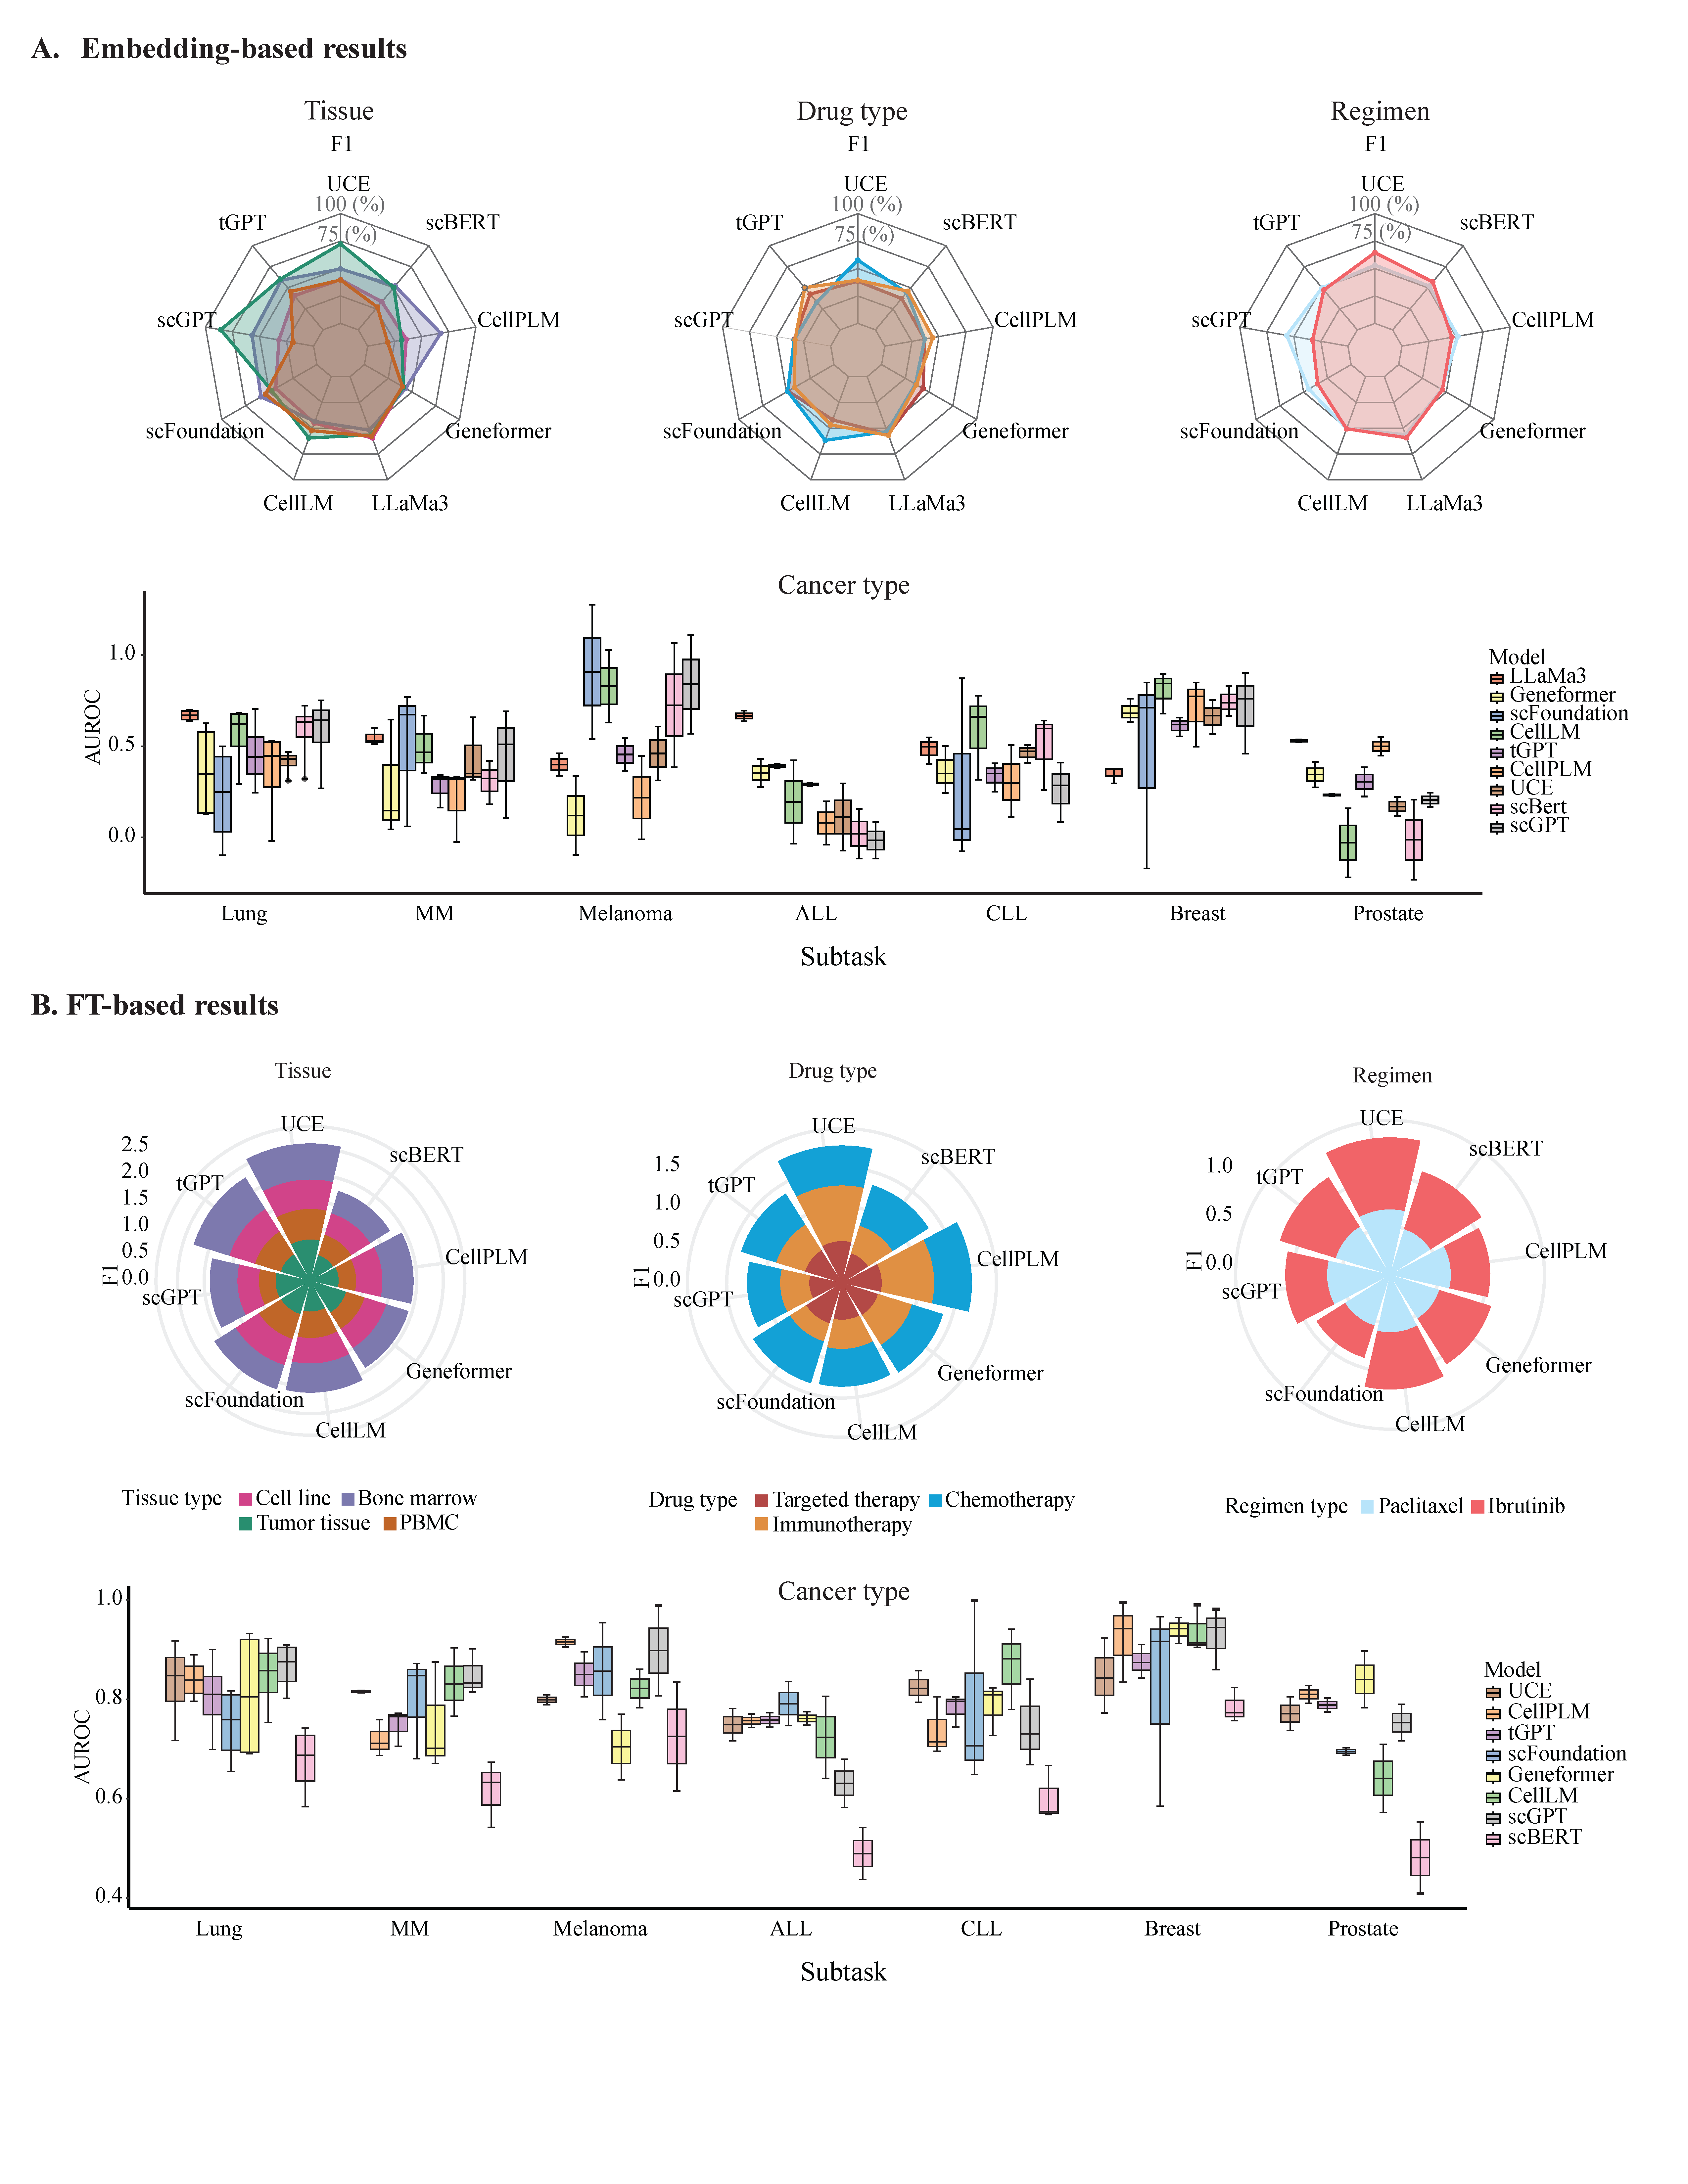 A. Embedding-based results
Tissue
F1
UCE
100 (%)
75 (%)
tGPT
scBERT
scGPT
CellPLM
scFoundation
Geneformer
CellLM
LLaMa3
Drug type
F1
UCE
100 (%)
75 (%)
tGPT
scBERT
scGPT
CellPLM
scFoundation
Geneformer
CellLM
LLaMa3
Regimen
F1
UCE
100 (%)
75 (%)
tGPT
scBERT
scGPT
CellPLM
scFoundation
Geneformer
CellLM
LLaMa3
Cancer type
AUROC
1.0
0.5
0.0
Lung
MM
Melanoma
ALL
CLL
Breast
Prostate
Subtask
Model
LLaMa3
Geneformer
scFoundation
CellLM
tGPT
CellPLM
UCE
scBert
scGPT
B. FT-based results
Tissue
UCE
scBERT
2.5
2.0
1.5
1.0
0.5
0.0
F1
tGPT
CellPLM
scGPT
Geneformer
scFoundation
CellLM
Tissue type
Cell line
Bone marrow
Tumor tissue
PBMC
Drug type
UCE
scBERT
1.5
1.0
0.5
0.0
F1
tGPT
CellPLM
scGPT
Geneformer
scFoundation
CellLM
Drug type
Targeted therapy
Chemotherapy
Immunotherapy
Regimen
UCE
scBERT
1.0
0.5
0.0
F1
tGPT
CellPLM
scGPT
Geneformer
scFoundation
CellLM
Regimen type
Paclitaxel
Ibrutinib
Cancer type
AUROC
1.0
0.8
0.6
0.4
Lung
MM
Melanoma
ALL
CLL
Breast
Prostate
Subtask
Model
UCE
CellPLM
tGPT
scFoundation
Geneformer
CellLM
scGPT
scBERT